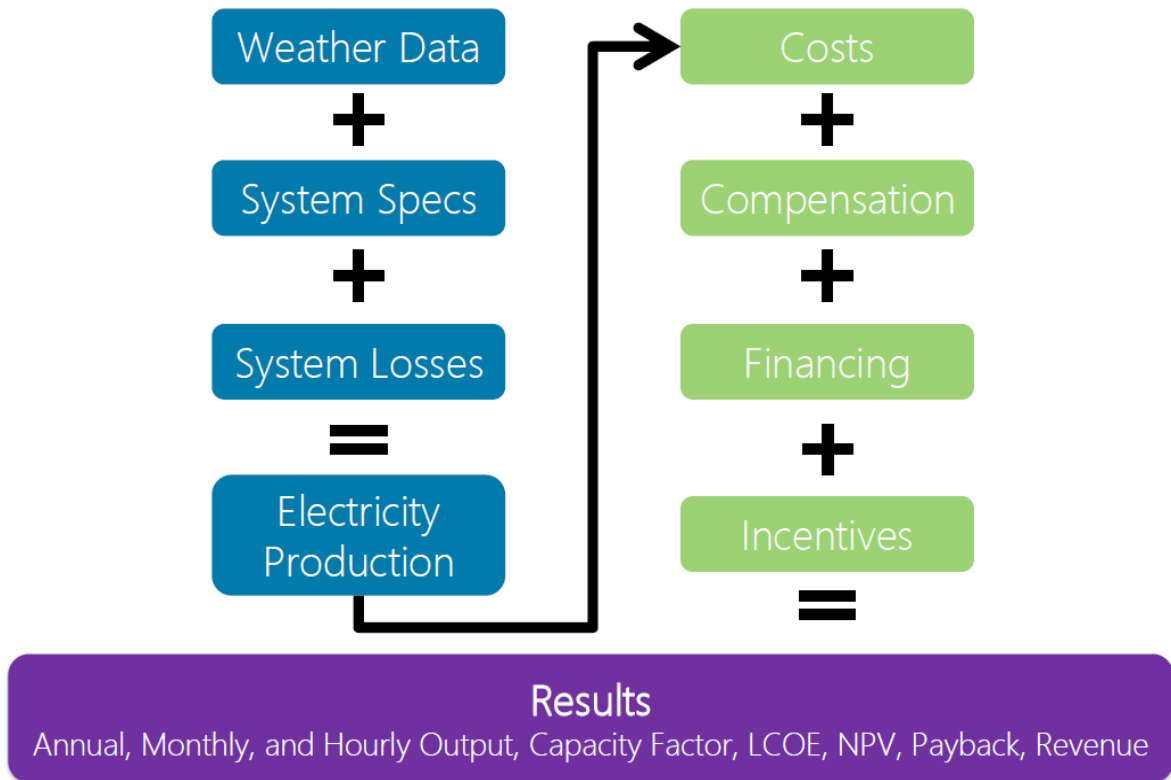 Weather Data
+
System Specs
+
System Losses
=
Electricity
Production
Costs
+
Compensation
+
Financing
+
Incentives
=
Results
Annual, Monthly, and Hourly Output, Capacity Factor, LCOE, NPV, Payback, Revenue